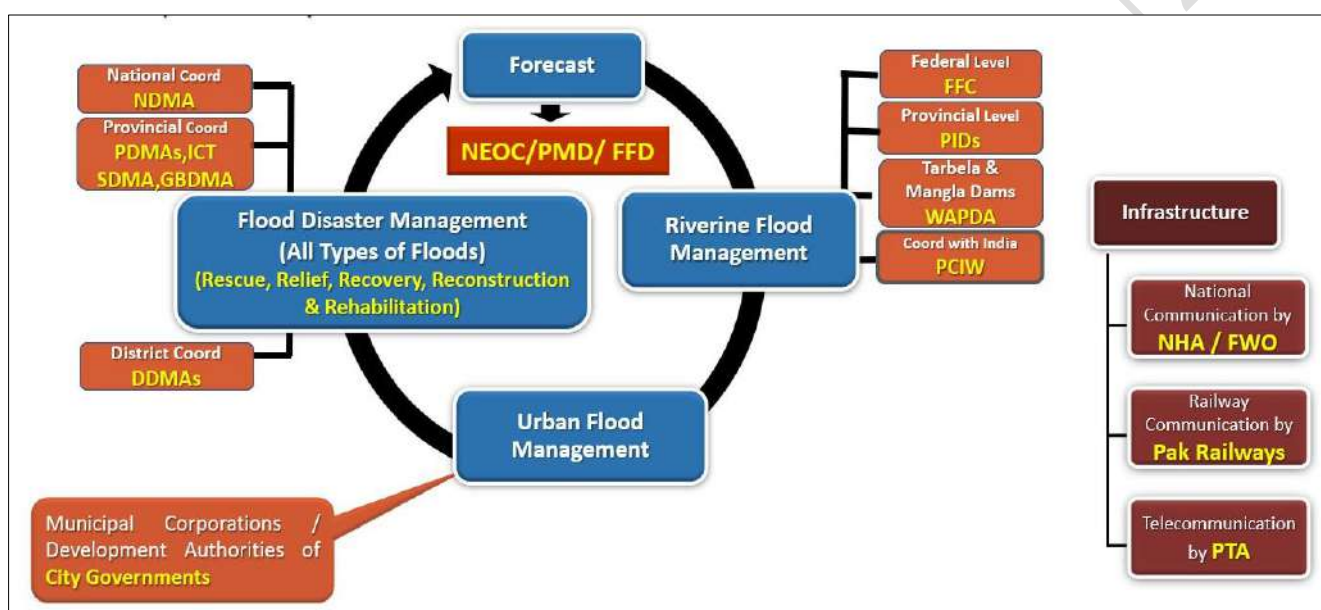 Forecast
NEOC/PMD/ FFD
National Coord
NDMA
Provincial Coord
PDMAs,ICT
SDMA,GBDMA
Flood Disaster Management
(All Types of Floods)
(Rescue, Relief, Recovery, Reconstruction
& Rehabilitation)
District Coord
DDMAs
Federal Level
FFC
Provincial Level
PIDs
Tarbela &
Mangla Dams
WAPDA
Coord with India
PCIW
Riverine Flood
Management
Urban Flood
Management
Municipal Corporations /
Development Authorities of
City Governments
Infrastructure
National
Communication by
NHA / FWO
Railway
Communication by
Pak Railways
Telecommunication
by PTA